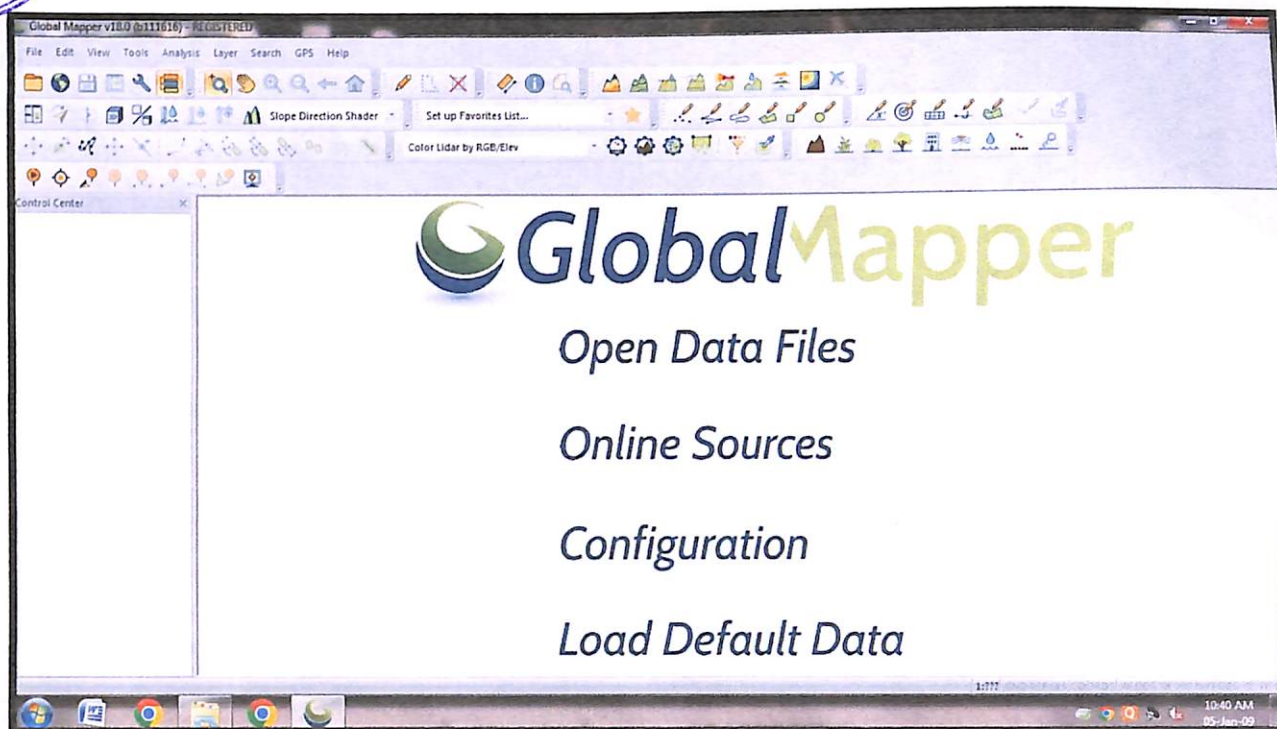 Global Mapper v18.0 (b111616) - REGISTERED
File Edit View Tools Analysis Layer Search GPS Help
Slope Direction Shader Set up Favorites List...
Color Lidar by RGB/Elev
Control Center
GlobalMapper
Open Data Files
Online Sources
Configuration
Load Default Data
1:???
10:40 AM
05-Jan-09